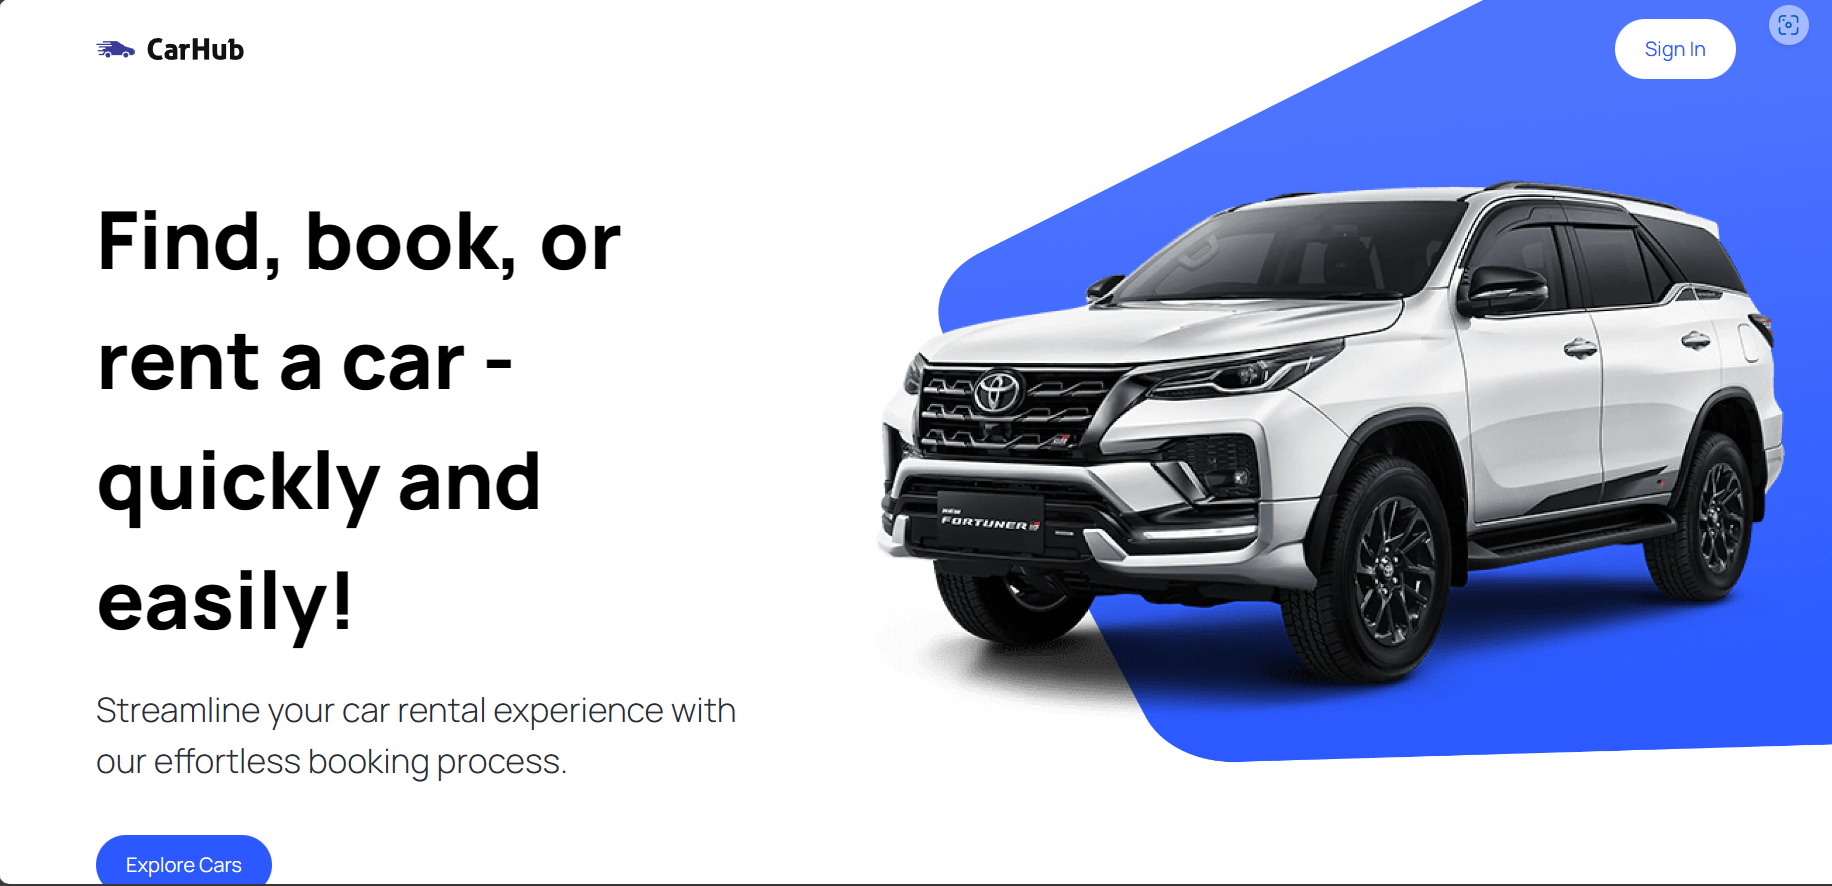 CarHub
Sign In
Find, book, or
rent a car -
quickly and
easily!
Streamline your car rental experience with
our effortless booking process.
Explore Cars
NEW
FORTUNER GR